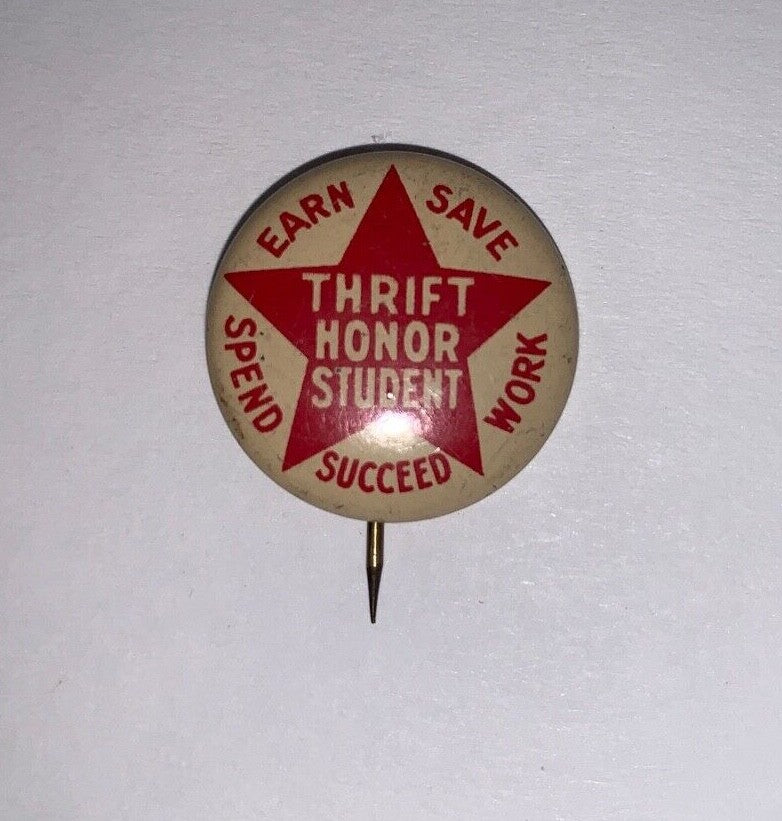 EARN
SAVE
THRIFT
HONOR
STUDENT
SPEND
WORK
SUCCEED